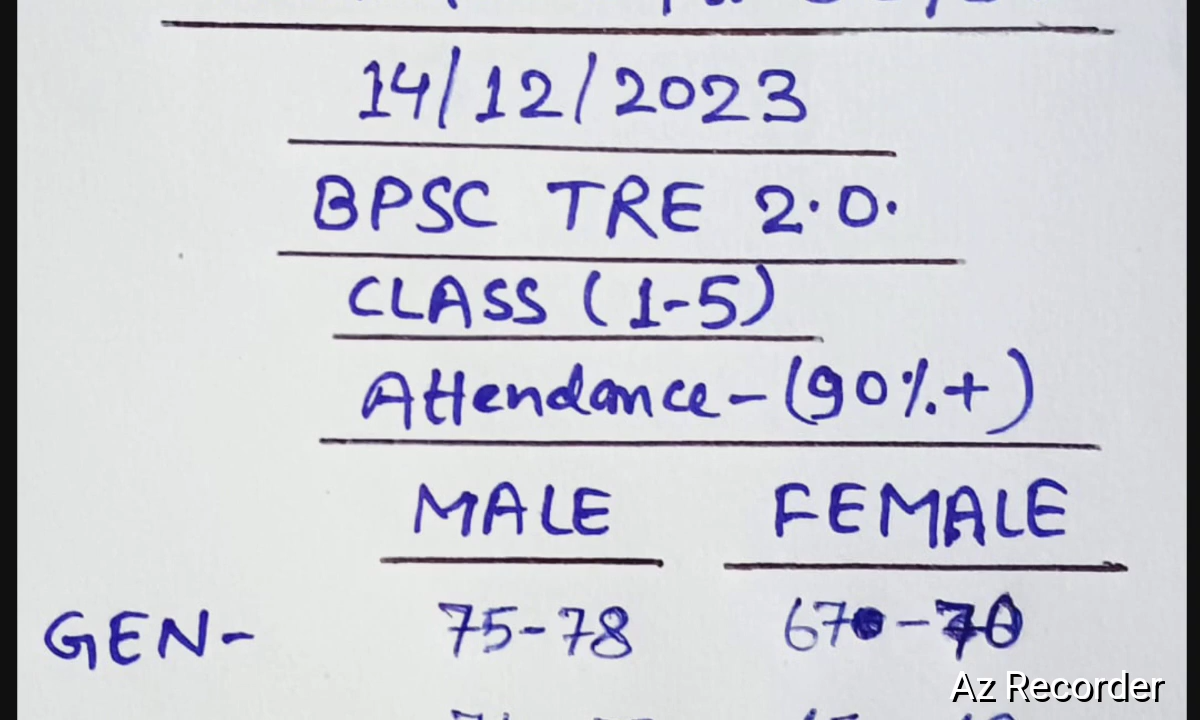 14/12/2023
BPSC TRE 2.0.
CLASS (1-5)
Attendance - (90%+)
MALE FEMALE
GEN- 75-78 67-70
Az Recorder